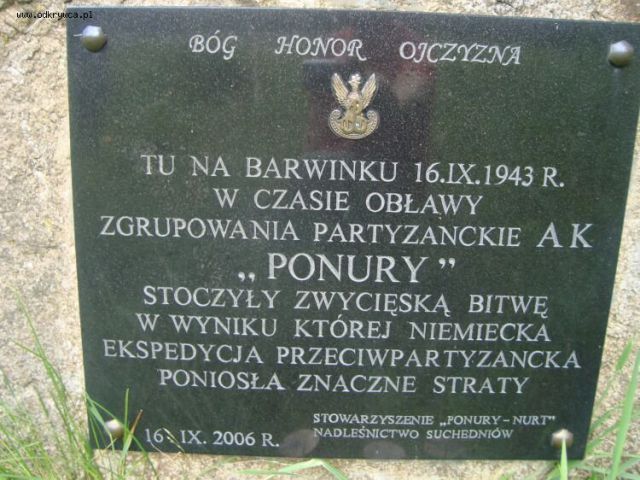 www.odkrywca.pl
BÓG HONOR OJCZYZNA
TU NA BARWINKU 16.IX.1943 R.
W CZASIE OBŁAWY
ZGRUPOWANIA PARTYZANCKIE AK
„PONURY”
STOCZYŁY ZWYCIĘSKĄ BITWĘ
W WYNIKU KTÓREJ NIEMIECKA
EKSPEDYCJA PRZECIWPARTYZANCKA
PONIOSŁA ZNACZNE STRATY
STOWARZYSZENIE „PONURY-NURT”
16.IX. 2006 R. NADLEŚNICTWO SUCHEDNIÓW